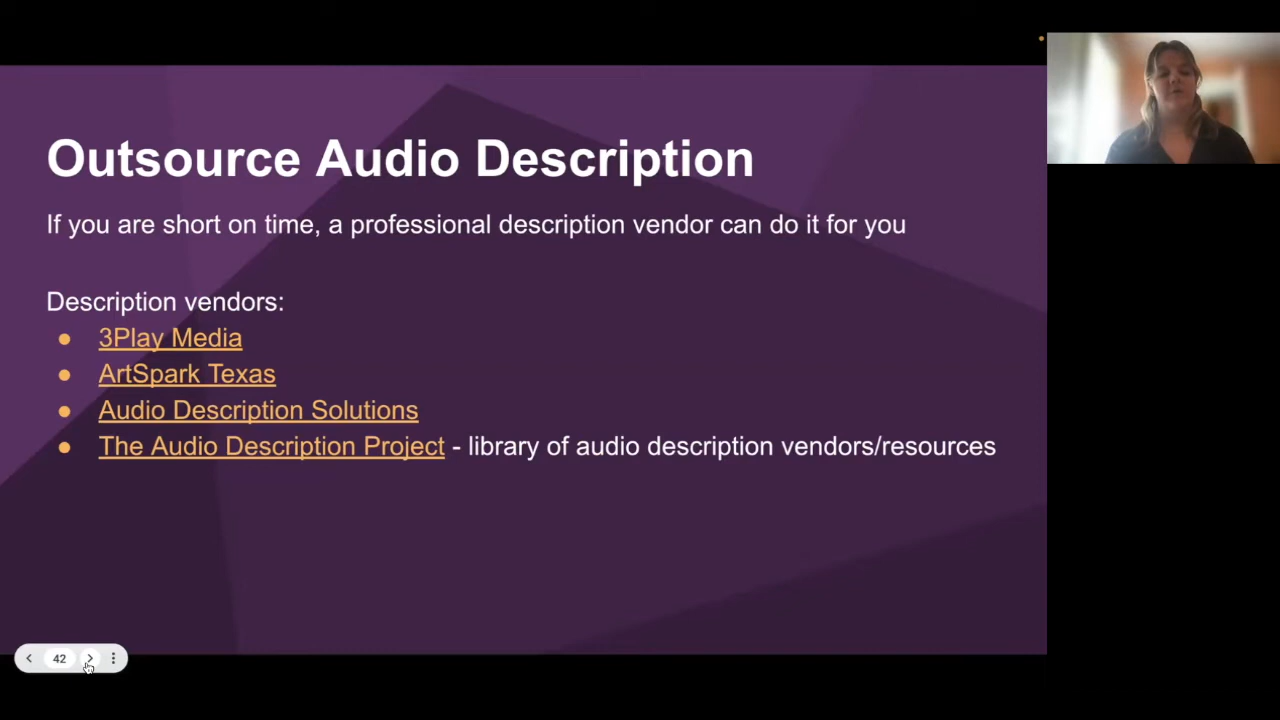 Outsource Audio Description
If you are short on time, a professional description vendor can do it for you
Description vendors:
● 3Play Media
● ArtSpark Texas
● Audio Description Solutions
● The Audio Description Project - library of audio description vendors/resources
42